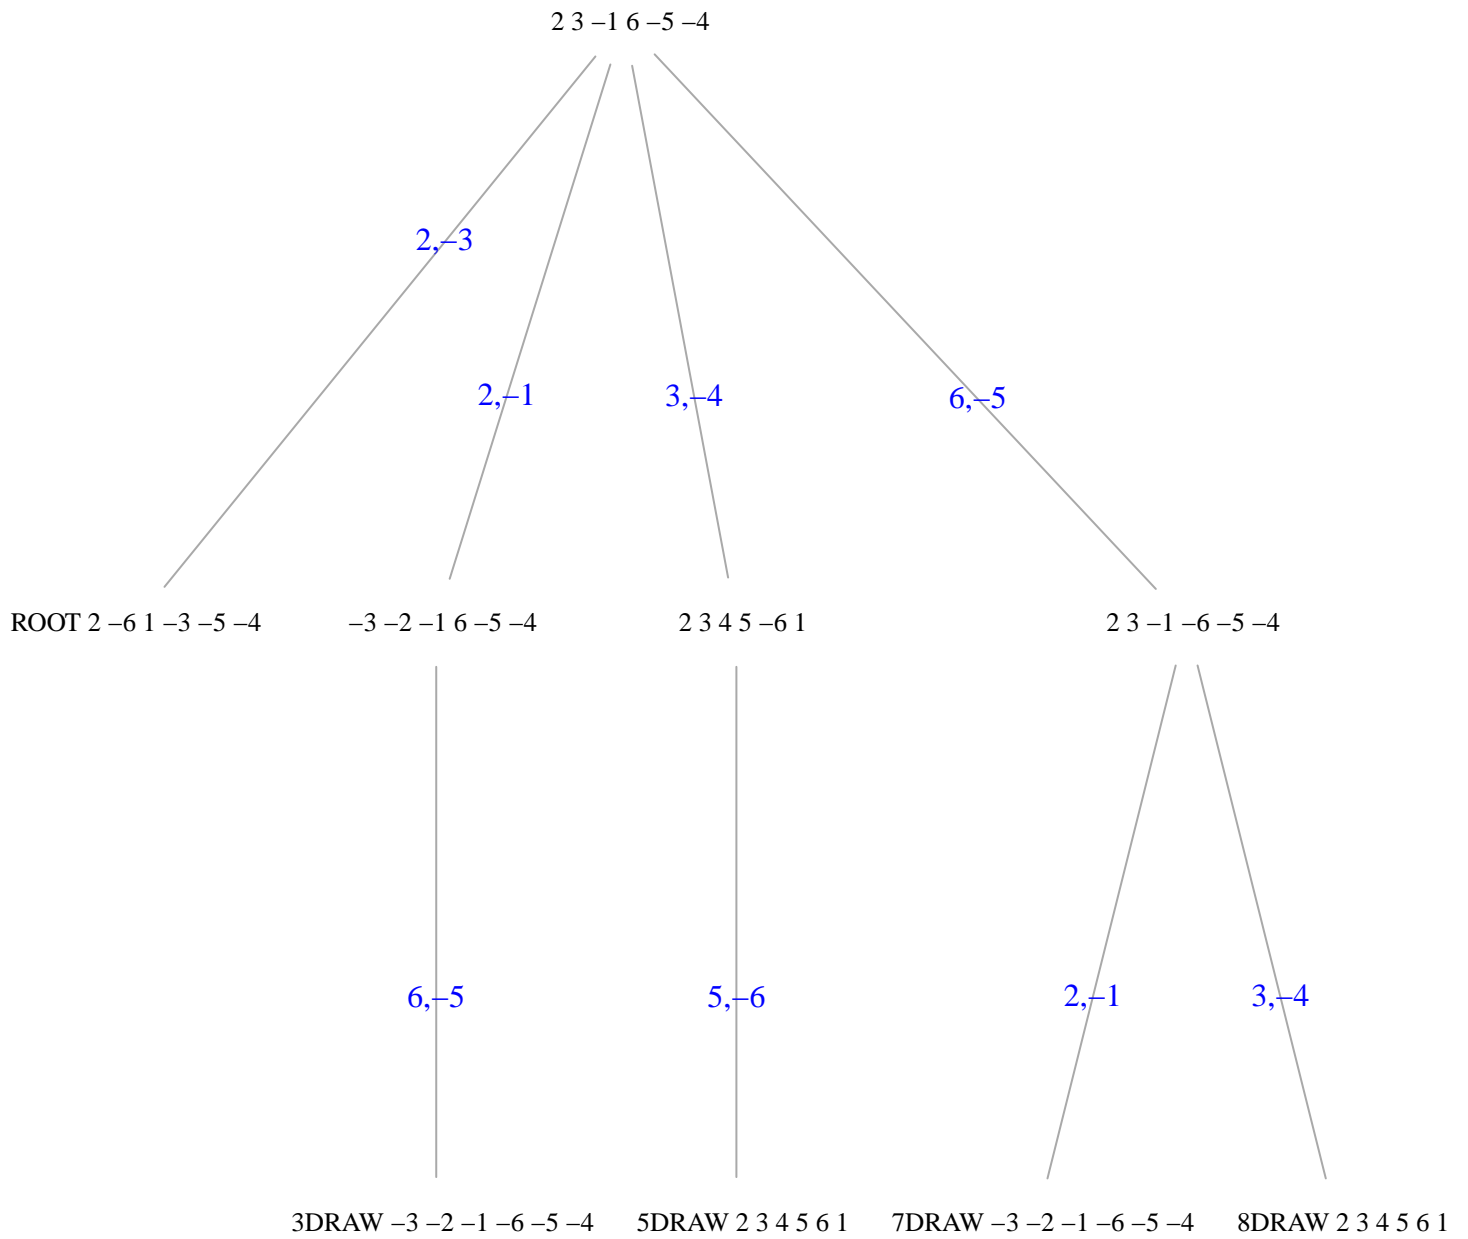 2 3 –1 6 –5 –4
2,–3
2,–1
3,–4
6,–5
ROOT 2 –6 1 –3 –5 –4
–3 –2 –1 6 –5 –4
2 3 4 5 –6 1
2 3 –1 –6 –5 –4
6,–5
5,–6
2,–1
3,–4
3DRAW –3 –2 –1 –6 –5 –4
5DRAW 2 3 4 5 6 1
7DRAW –3 –2 –1 –6 –5 –4
8DRAW 2 3 4 5 6 1